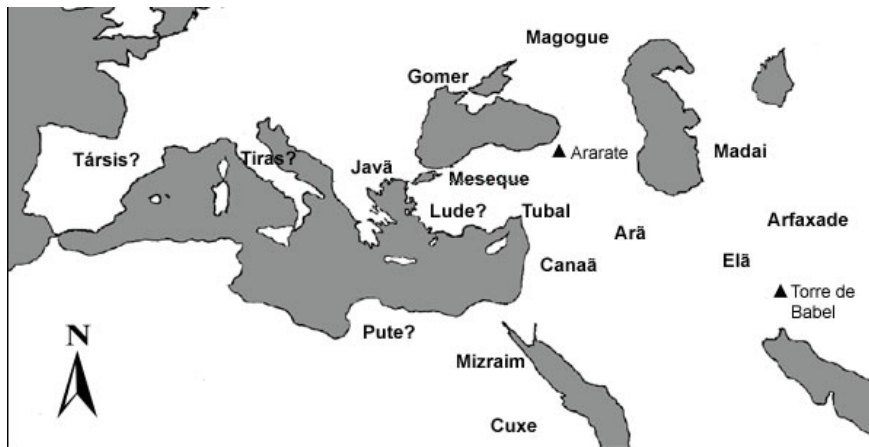 Magogue
Gomer
Ararate
Madai
Társis?
Tiras?
Javã
Meseque
Lude?
Tubal
Arã
Arfaxade
Canaã
Elã
Torre de
Babel
Pute?
N
Mizraim
Cuxe